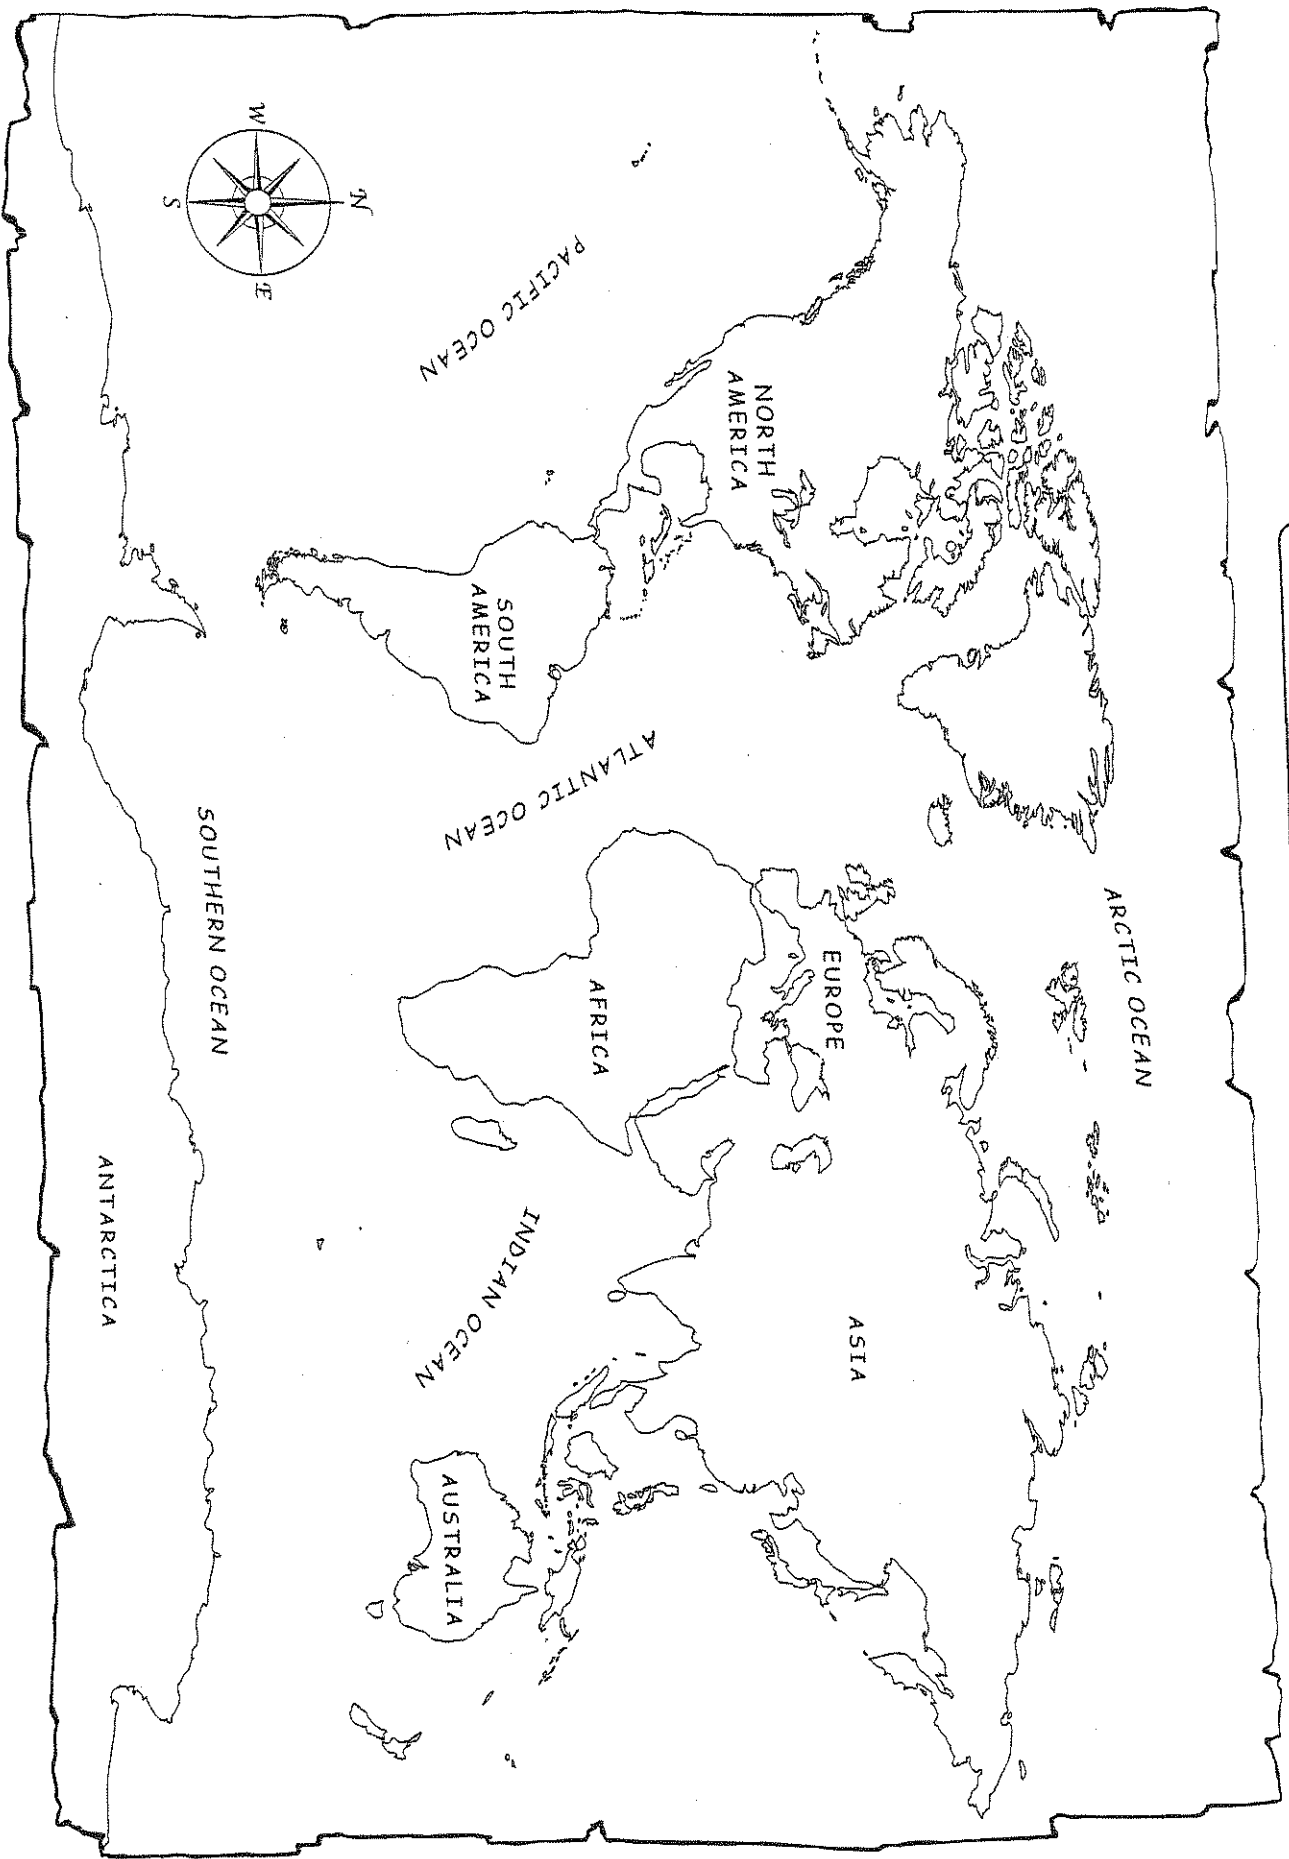 ARCTIC OCEAN
NORTH
AMERICA
EUROPE
ASIA
PACIFIC OCEAN
ATLANTIC OCEAN
AFRICA
SOUTH
AMERICA
INDIAN OCEAN
AUSTRALIA
N
W
E
S
SOUTHERN OCEAN
ANTARCTICA